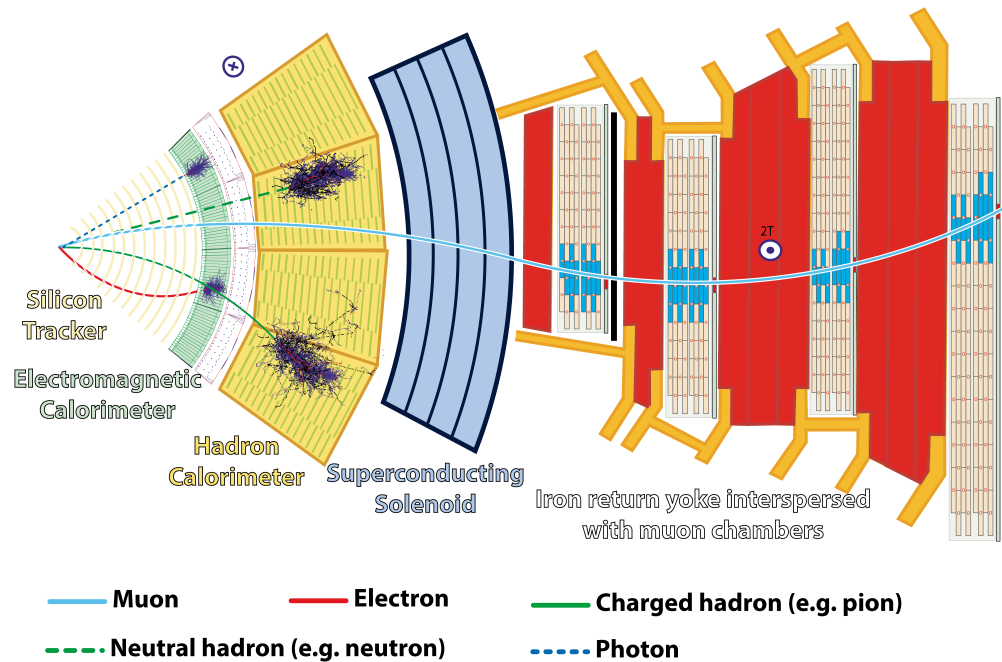 2T
Silicon
Tracker
Electromagnetic
Calorimeter
Hadron
Calorimeter
Superconducting
Solenoid
Iron return yoke interspersed
with muon chambers
Muon
Electron
Charged hadron (e.g. pion)
Neutral hadron (e.g. neutron)
Photon